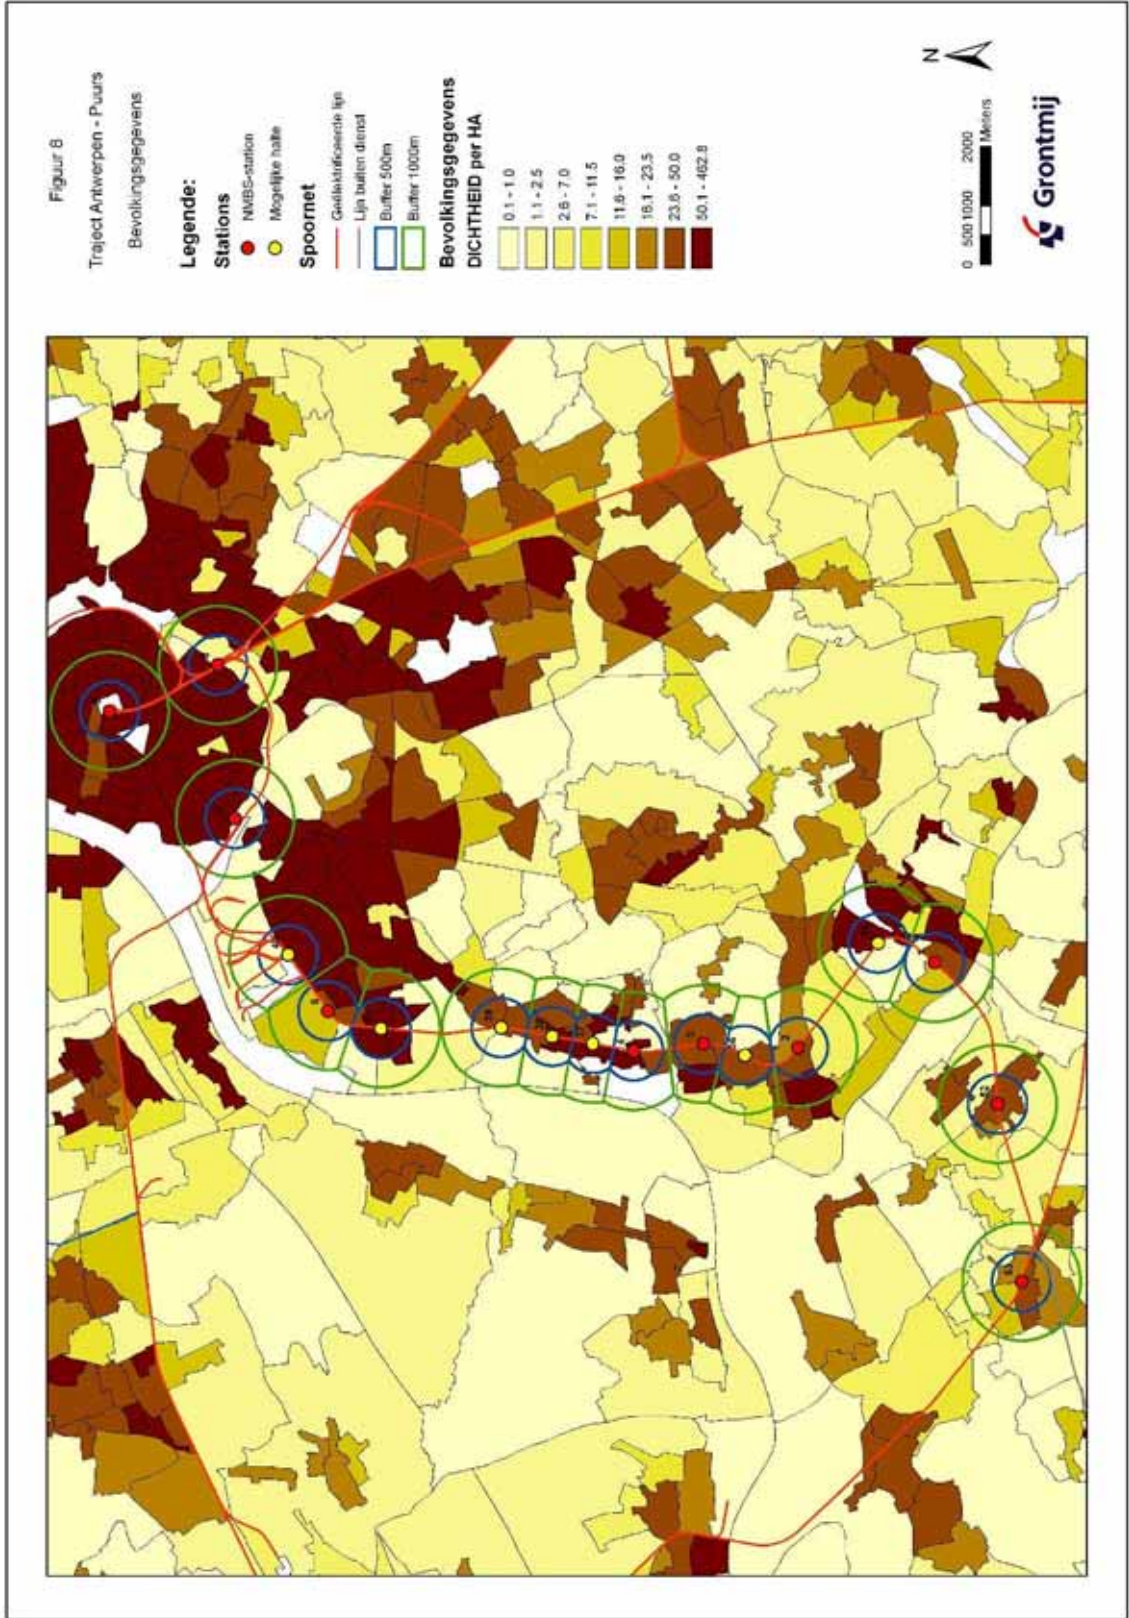 Figuur 8
Traject Antwerpen - Puurs
Bevolkingsgegevens
Legende:
Stations
NMBS-station
Mogelijke halte
Spoornet
Geëlektrificeerde lijn
Lijn buiten dienst
Buffer 500m
Buffer 1000m
Bevolkingsgegevens
DICHTHEID per HA
0.1 - 1.0
1.1 - 2.5
2.6 - 7.0
7.1 - 11.5
11.6 - 16.0
16.1 - 23.5
23.6 - 50.0
50.1 - 462.8
N
0 500 1000 2000
Meters
Grontmij